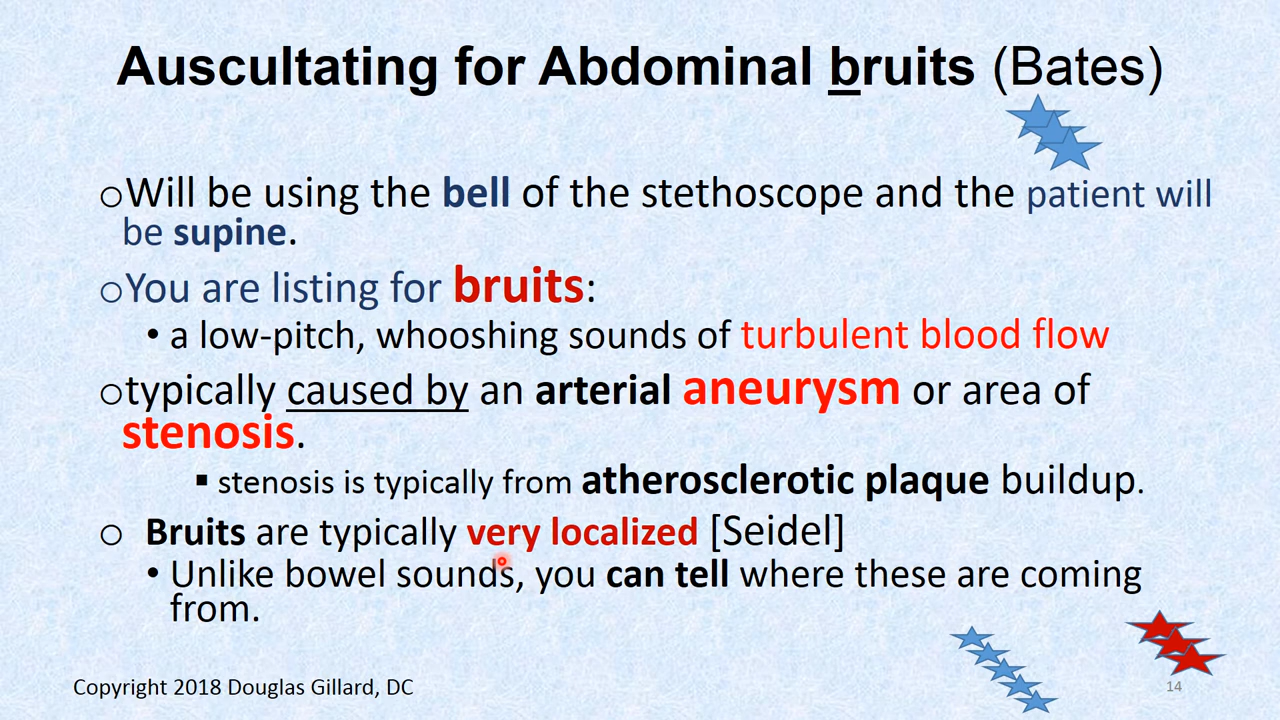 Auscultating for Abdominal bruits (Bates)
oWill be using the bell of the stethoscope and the patient will
be supine.
oYou are listing for bruits:
• a low-pitch, whooshing sounds of turbulent blood flow
otypically caused by an arterial aneurysm or area of
stenosis.
▪ stenosis is typically from atherosclerotic plaque buildup.
o Bruits are typically very localized [Seidel]
• Unlike bowel sounds, you can tell where these are coming
from.
Copyright 2018 Douglas Gillard, DC
14